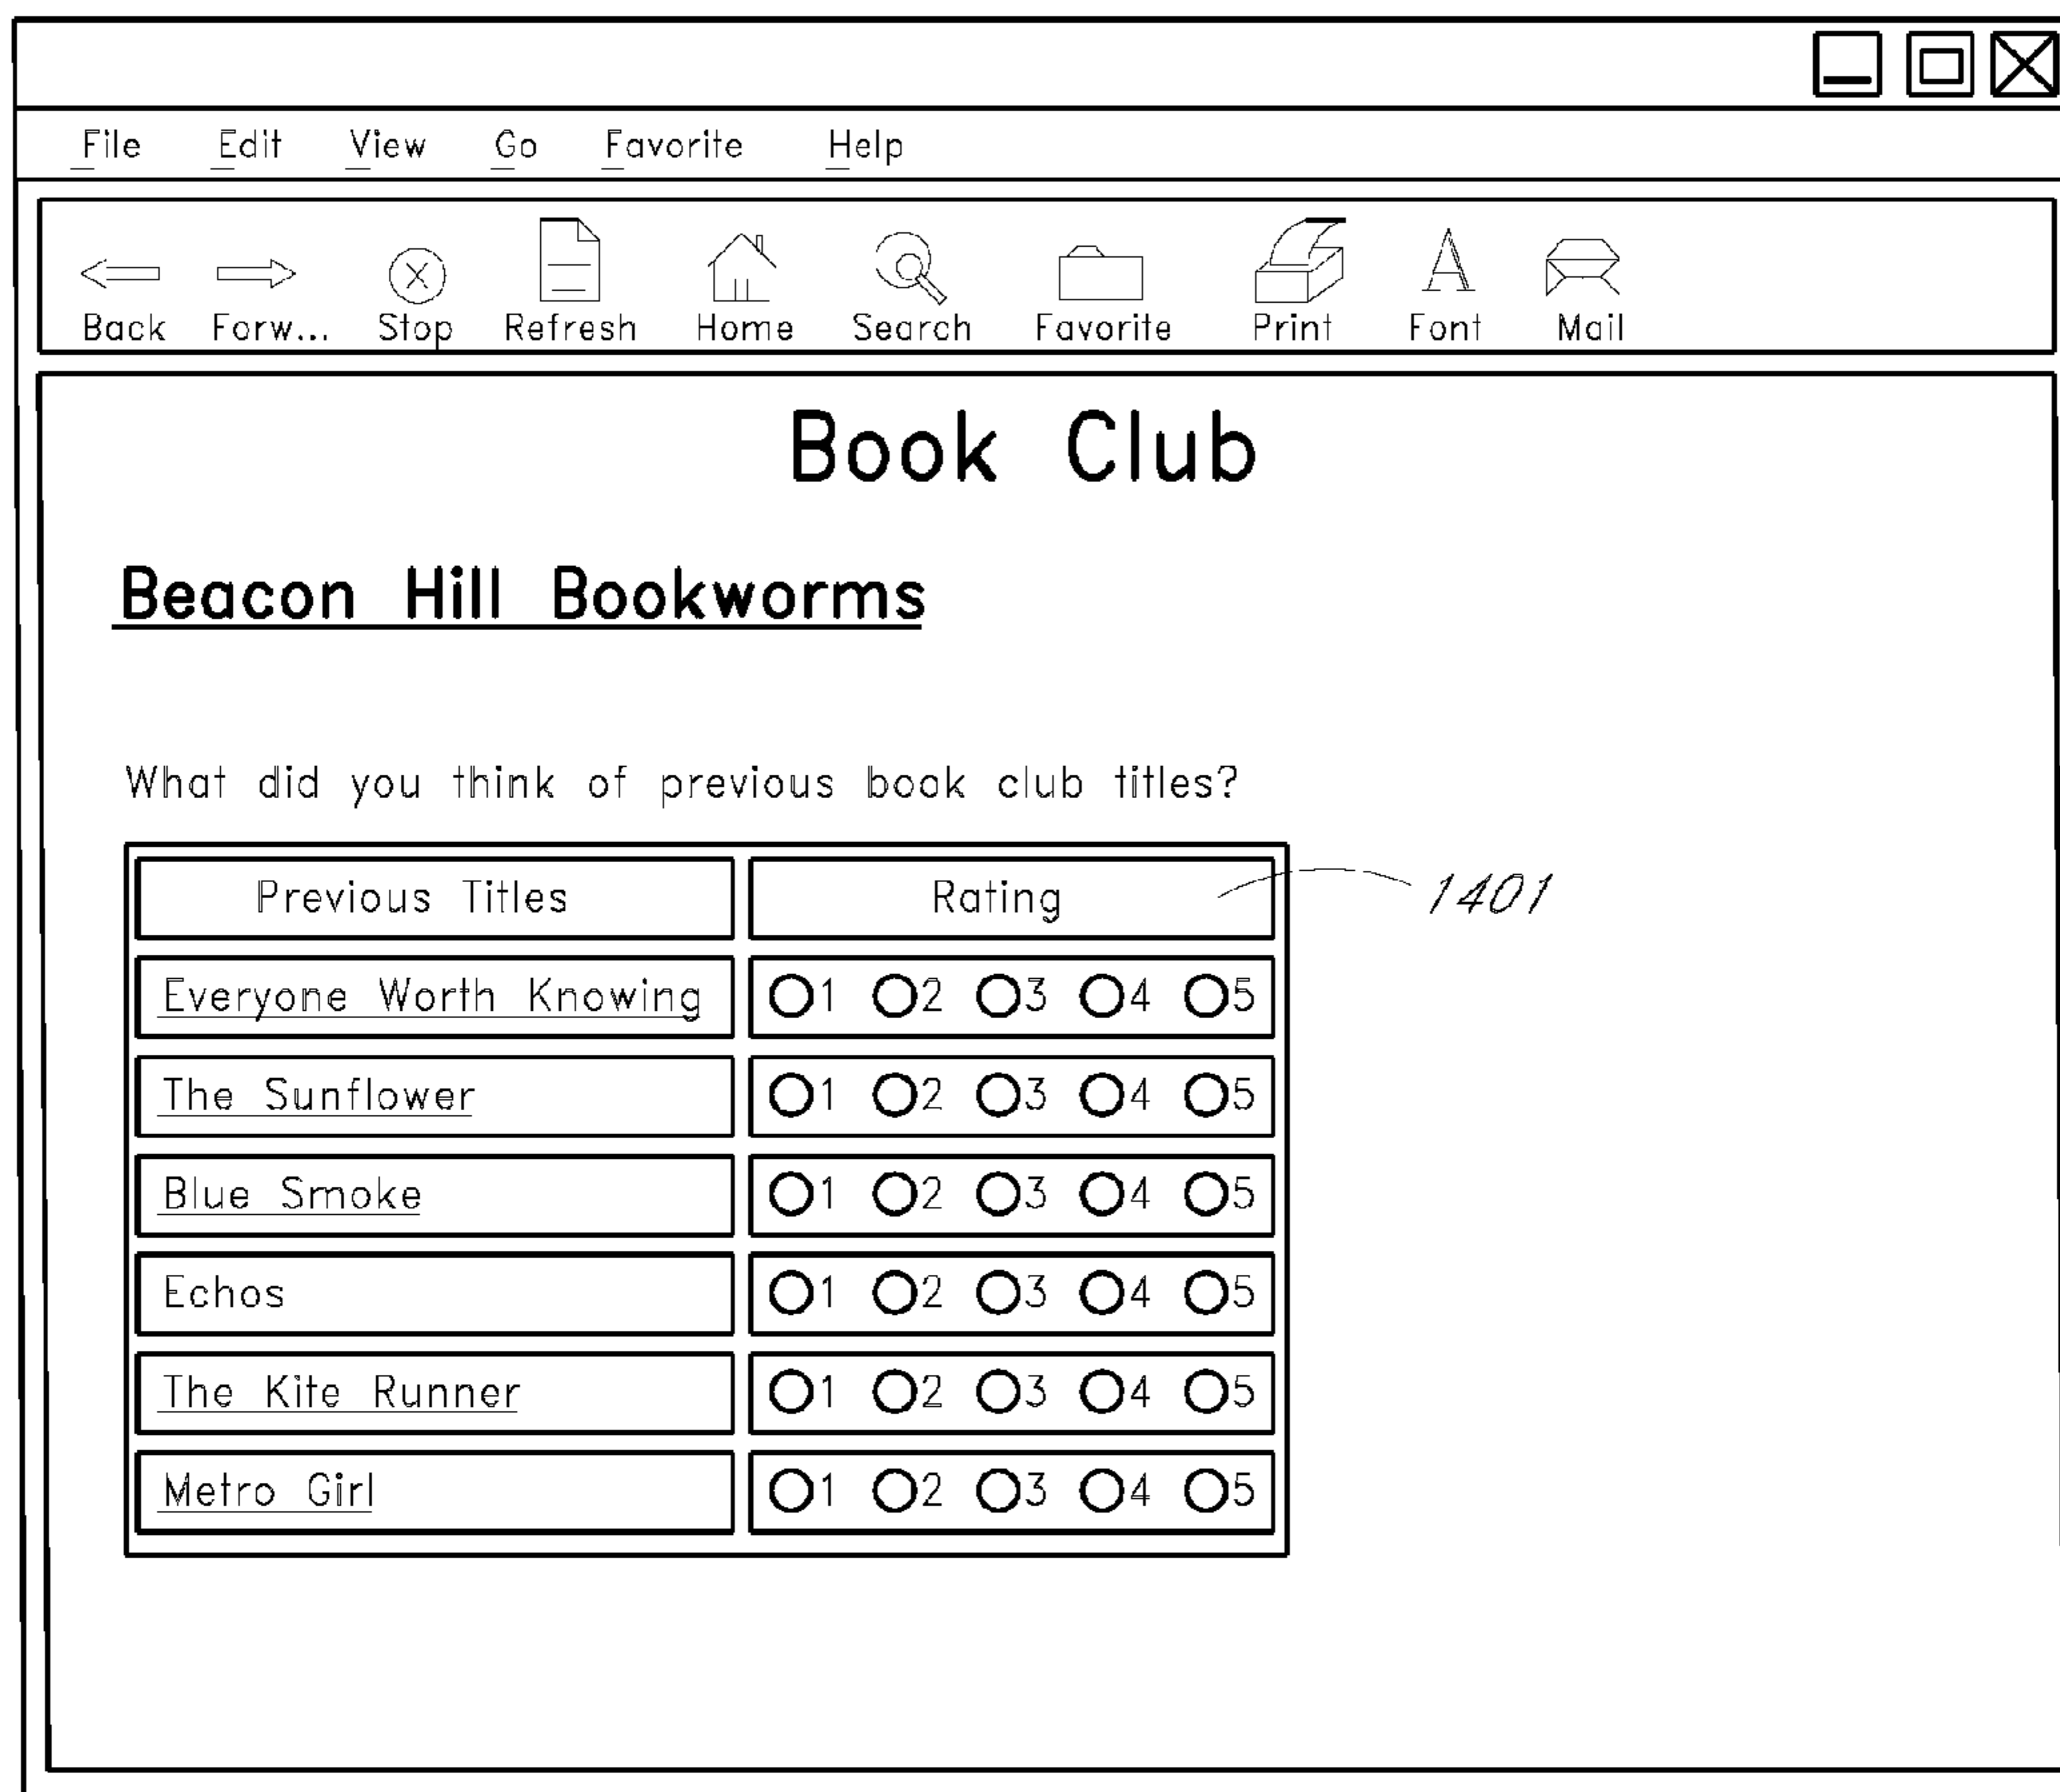 File Edit View Go Favorite Help
Back Forw... Stop Refresh Home Search Favorite Print Font Mail
Book Club
Beacon Hill Bookworms
What did you think of previous book club titles?
Previous Titles Rating 1401
Everyone Worth Knowing 1 2 3 4 5
The Sunflower 1 2 3 4 5
Blue Smoke 1 2 3 4 5
Echos 1 2 3 4 5
The Kite Runner 1 2 3 4 5
Metro Girl 1 2 3 4 5